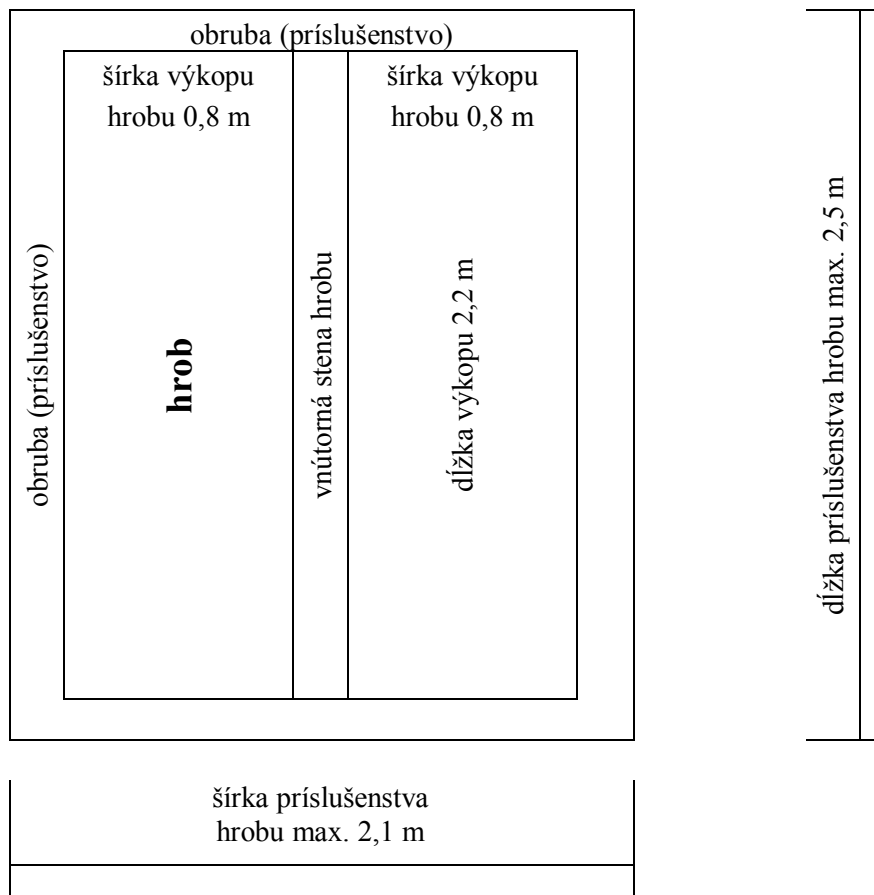 obruba (príslušenstvo)
šírka výkopu
hrobu 0,8 m
šírka výkopu
hrobu 0,8 m
obruba (príslušenstvo)
hrob
vnútorná stena hrobu
dĺžka výkopu 2,2 m
dĺžka príslušenstva hrobu max. 2,5 m
šírka príslušenstva
hrobu max. 2,1 m